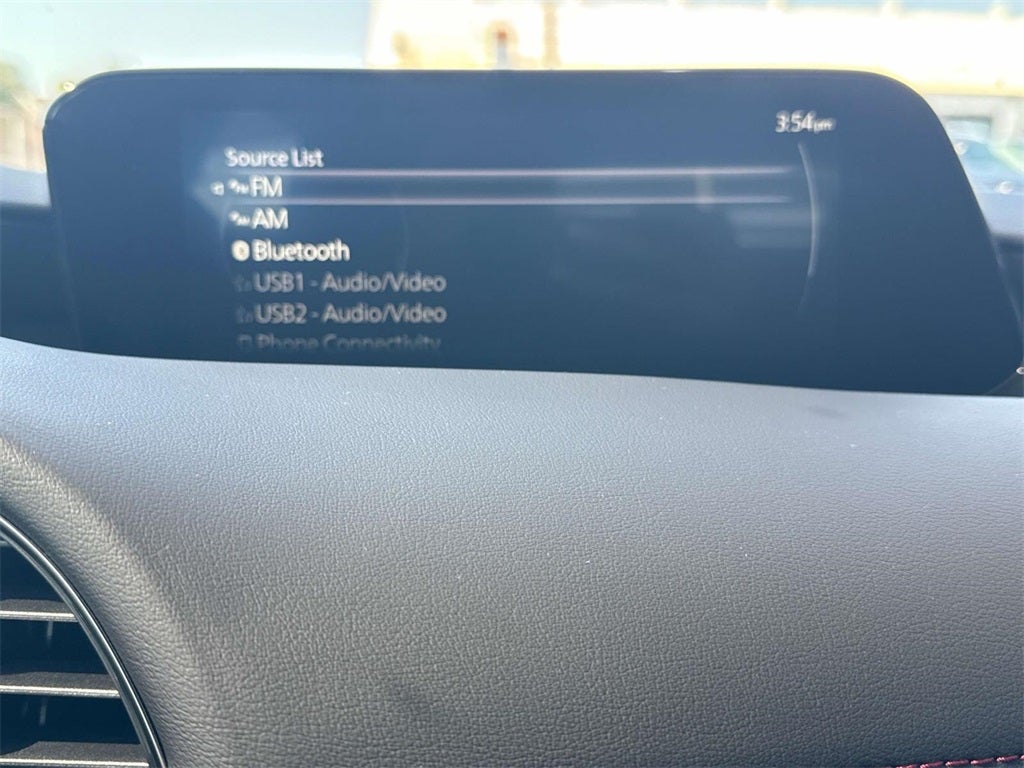 3:54pm
Source List
FM
AM
Bluetooth
USB1 - Audio/Video
USB2 - Audio/Video
Phone Connectivity